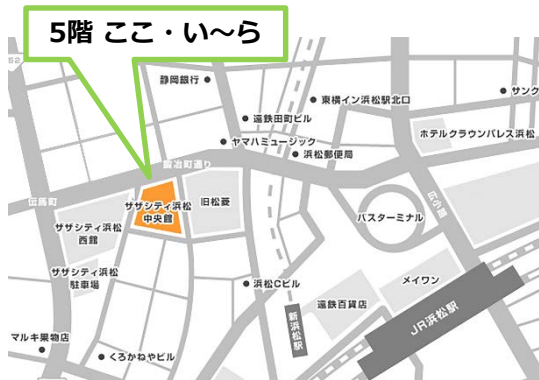 5階 ここ・い～ら
静岡銀行
遠鉄田町ビル
東横イン浜松駅北口
サンク
ヤマハミュージック
浜松郵便局
ホテルクラウンパレス浜松
鍛冶町通り
伝馬町
ザザシティ浜松
中央館
旧松菱
広小路
バスターミナル
ザザシティ浜松
西館
ザザシティ浜松
駐車場
浜松Cビル
メイワン
遠鉄百貨店
新浜松駅
JR浜松駅
マルキ果物店
くろかねやビル